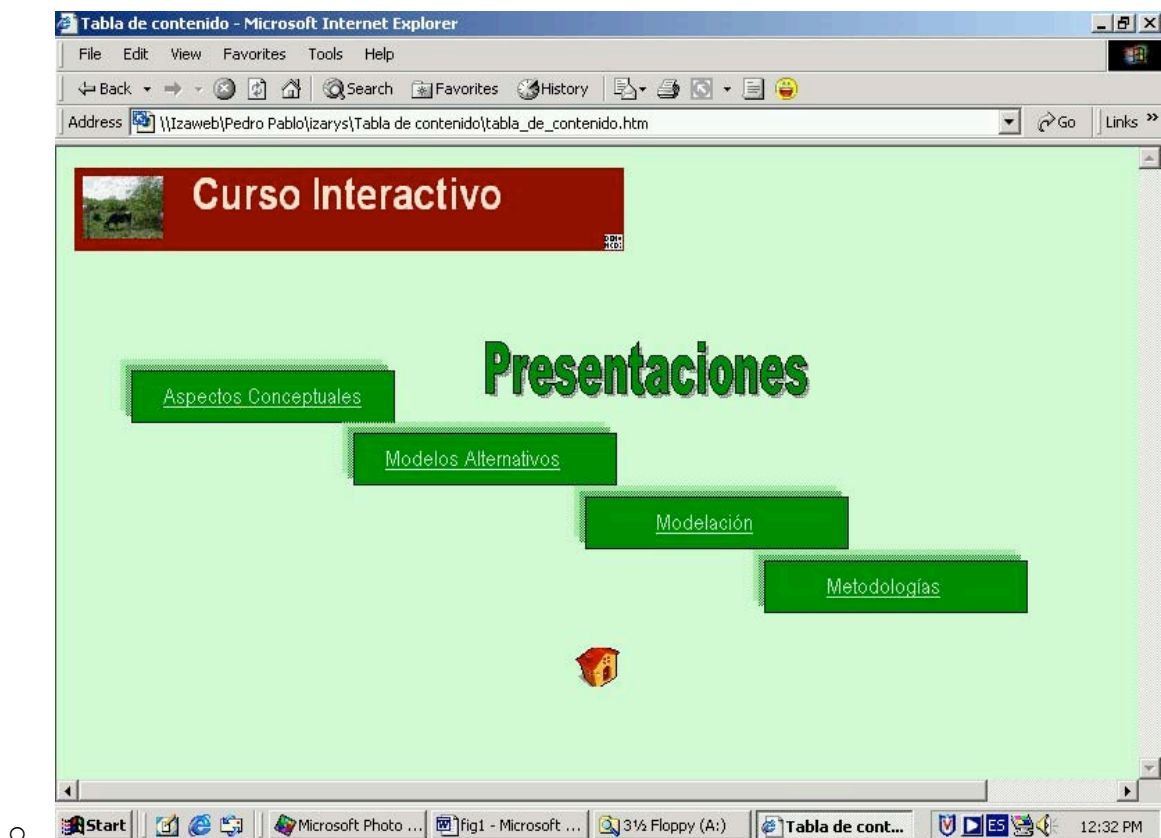 Tabla de contenido - Microsoft Internet Explorer
File Edit View Favorites Tools Help
Back Search Favorites History
Address \\Izaweb\Pedro Pablo\izarys\Tabla de contenido\tabla_de_contenido.htm Go Links »
Curso Interactivo
Presentaciones
Aspectos Conceptuales
Modelos Alternativos
Modelación
Metodologías
Start Microsoft Photo ... fig1 - Microsoft ... 3½ Floppy (A:) Tabla de cont... ES 12:32 PM